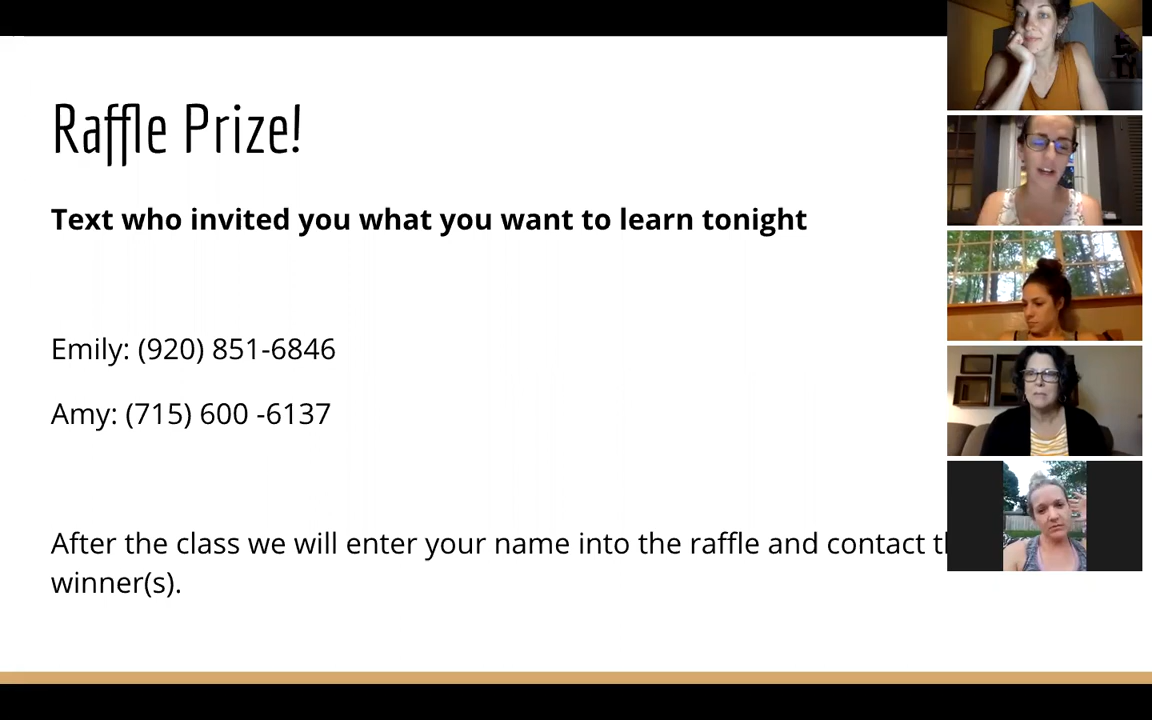 Raffle Prize!
Text who invited you what you want to learn tonight
Emily: (920) 851-6846
Amy: (715) 600 -6137
After the class we will enter your name into the raffle and contact
winner(s).